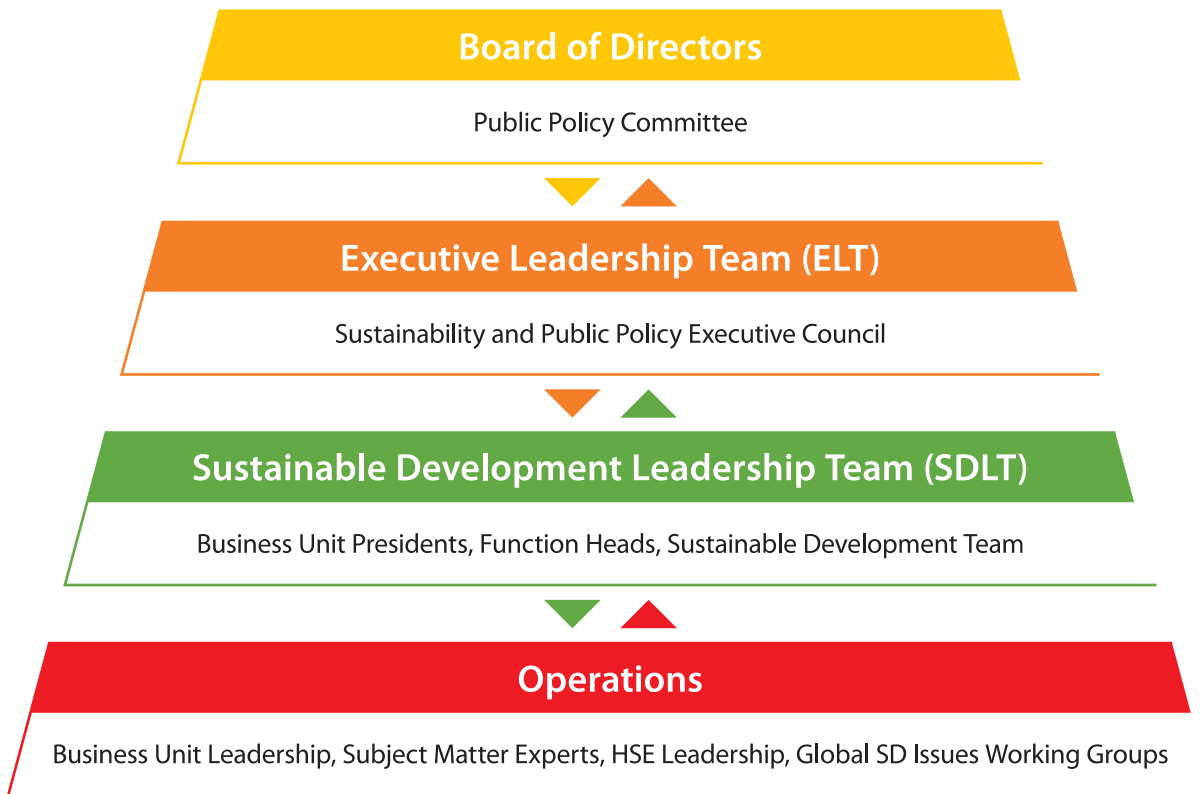 Board of Directors
Public Policy Committee
Executive Leadership Team (ELT)
Sustainability and Public Policy Executive Council
Sustainable Development Leadership Team (SDLT)
Business Unit Presidents, Function Heads, Sustainable Development Team
Operations
Business Unit Leadership, Subject Matter Experts, HSE Leadership, Global SD Issues Working Groups